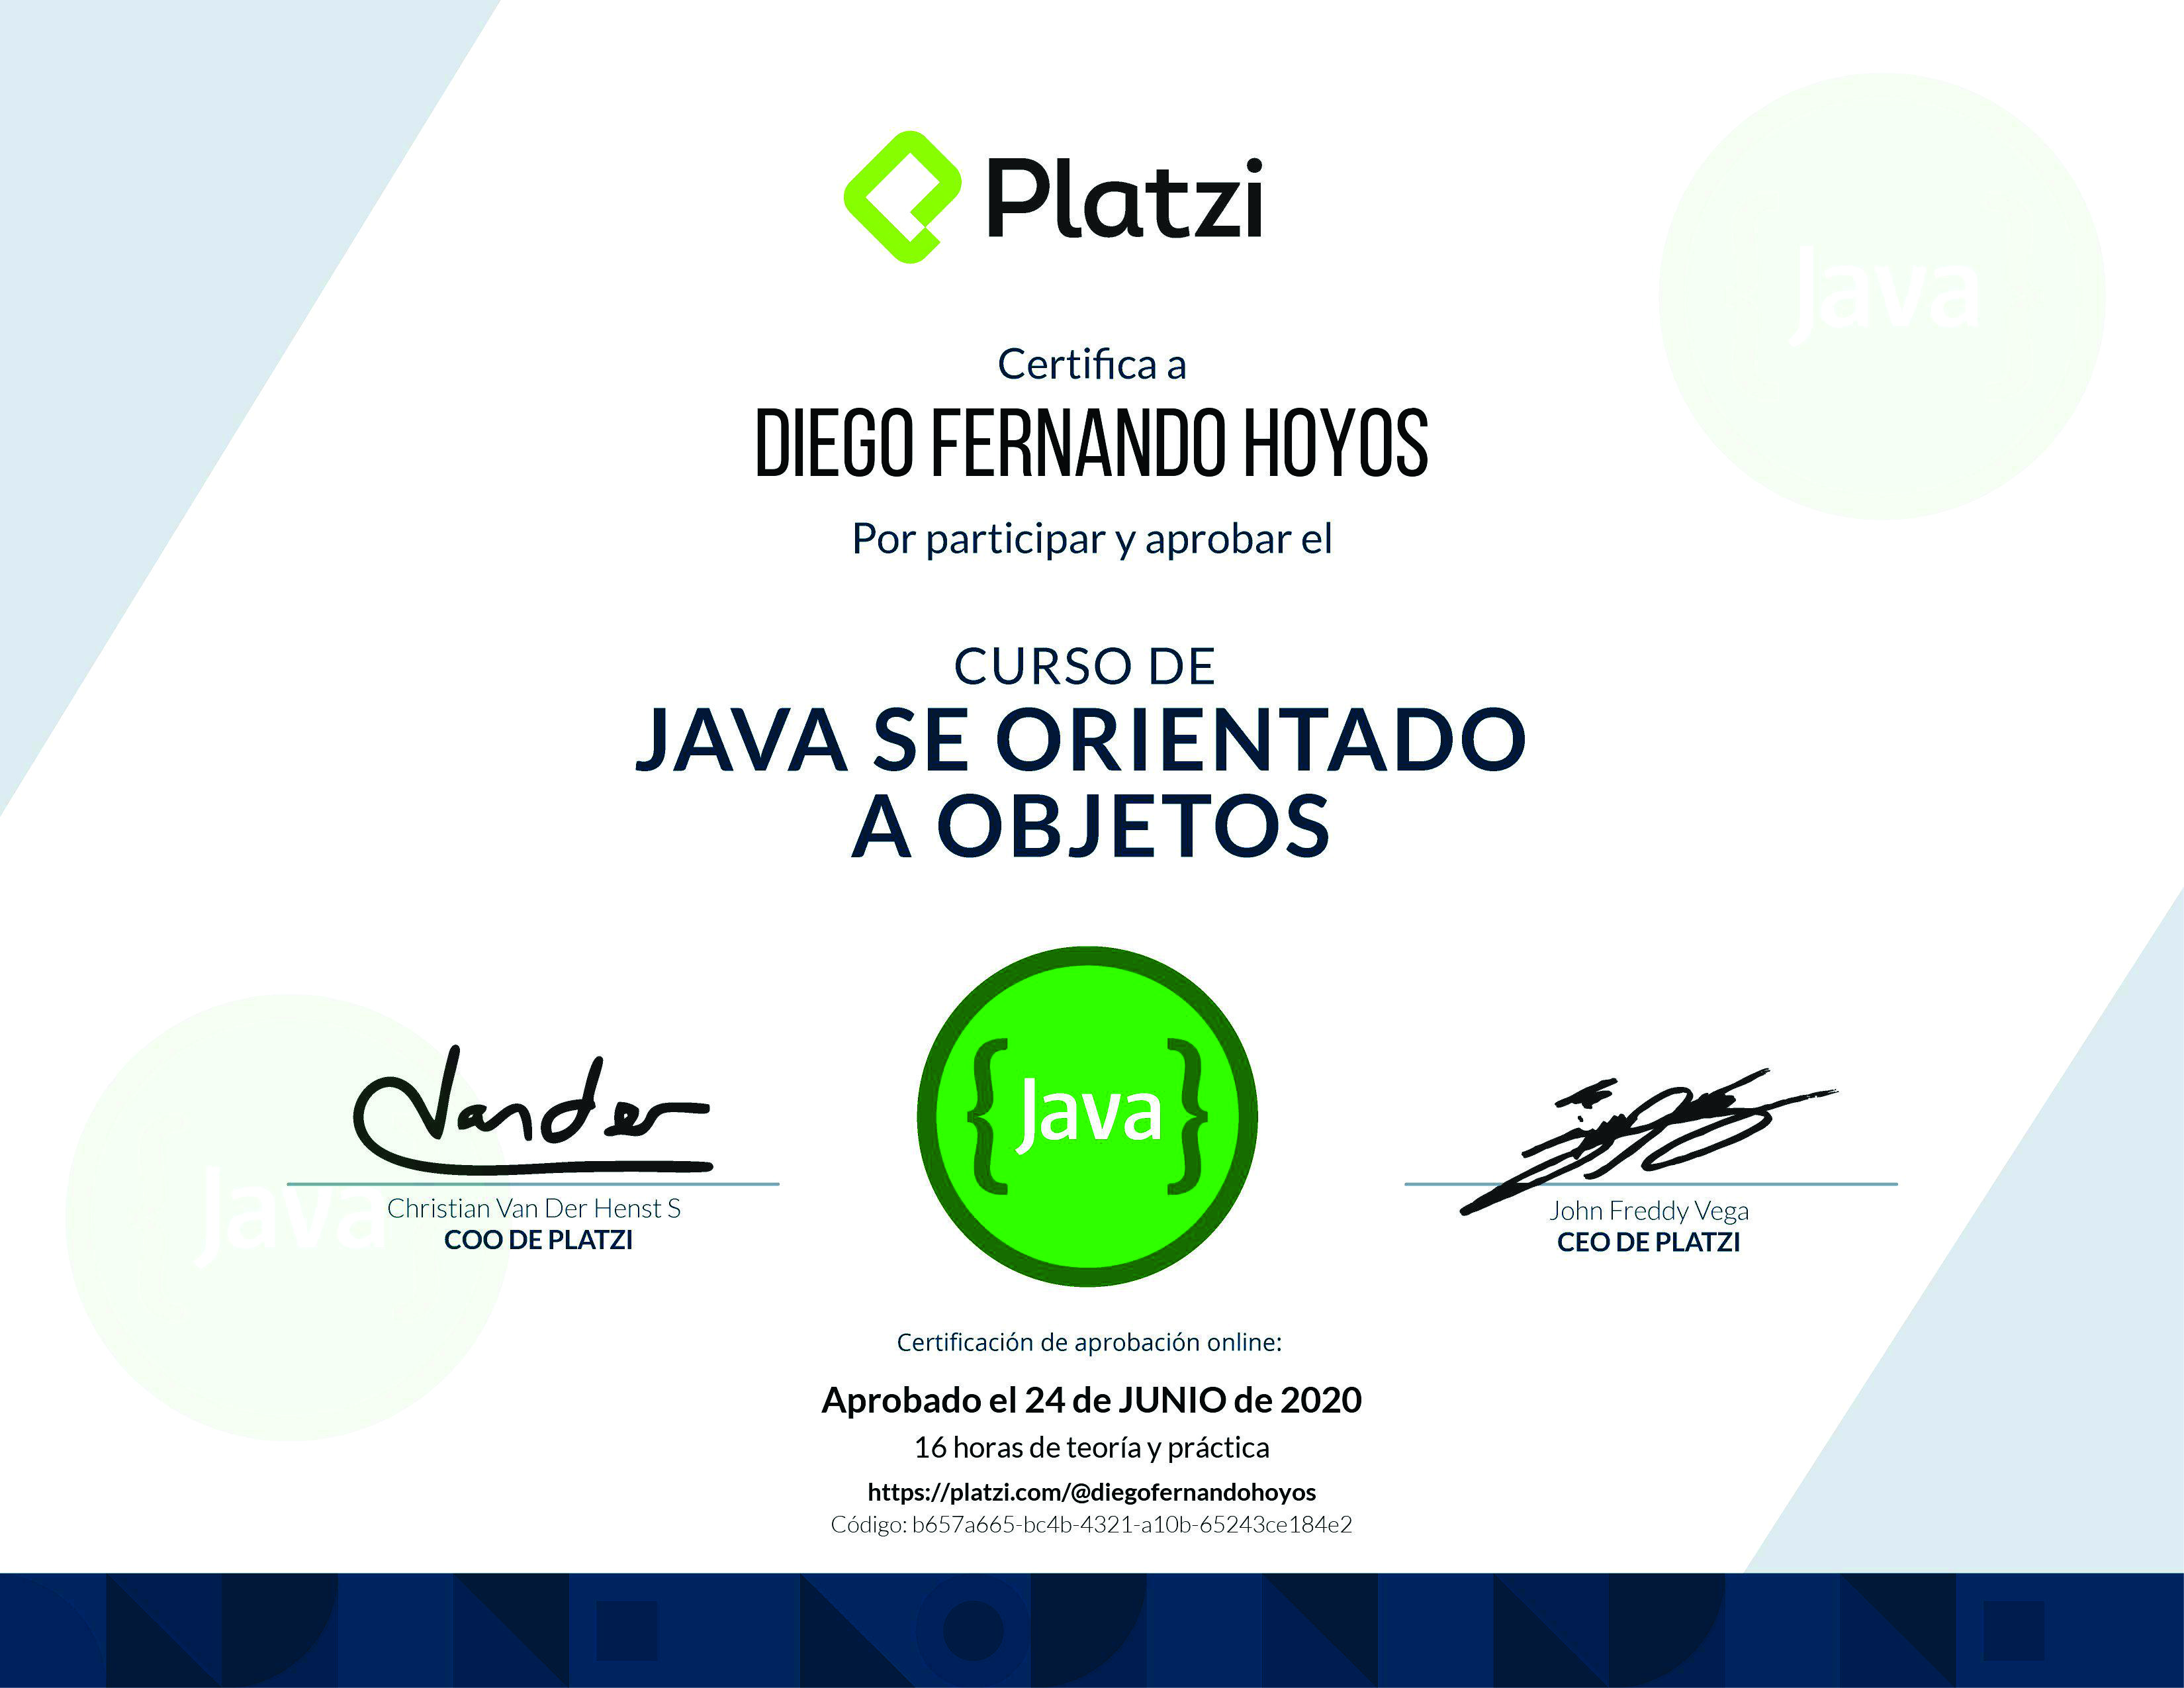 Platzi
Java
Certifica a
DIEGO FERNANDO HOYOS
Por participar y aprobar el
CURSO DE
JAVA SE ORIENTADO
A OBJETOS
Vander
{Java}
Java
Christian Van Der Henst S
COO DE PLATZI
John Freddy Vega
CEO DE PLATZI
Certificación de aprobación online:
Aprobado el 24 de JUNIO de 2020
16 horas de teoría y práctica
https://platzi.com/@diegofernandohoyos
Código: b657a665-bc4b-4321-a10b-65243ce184e2